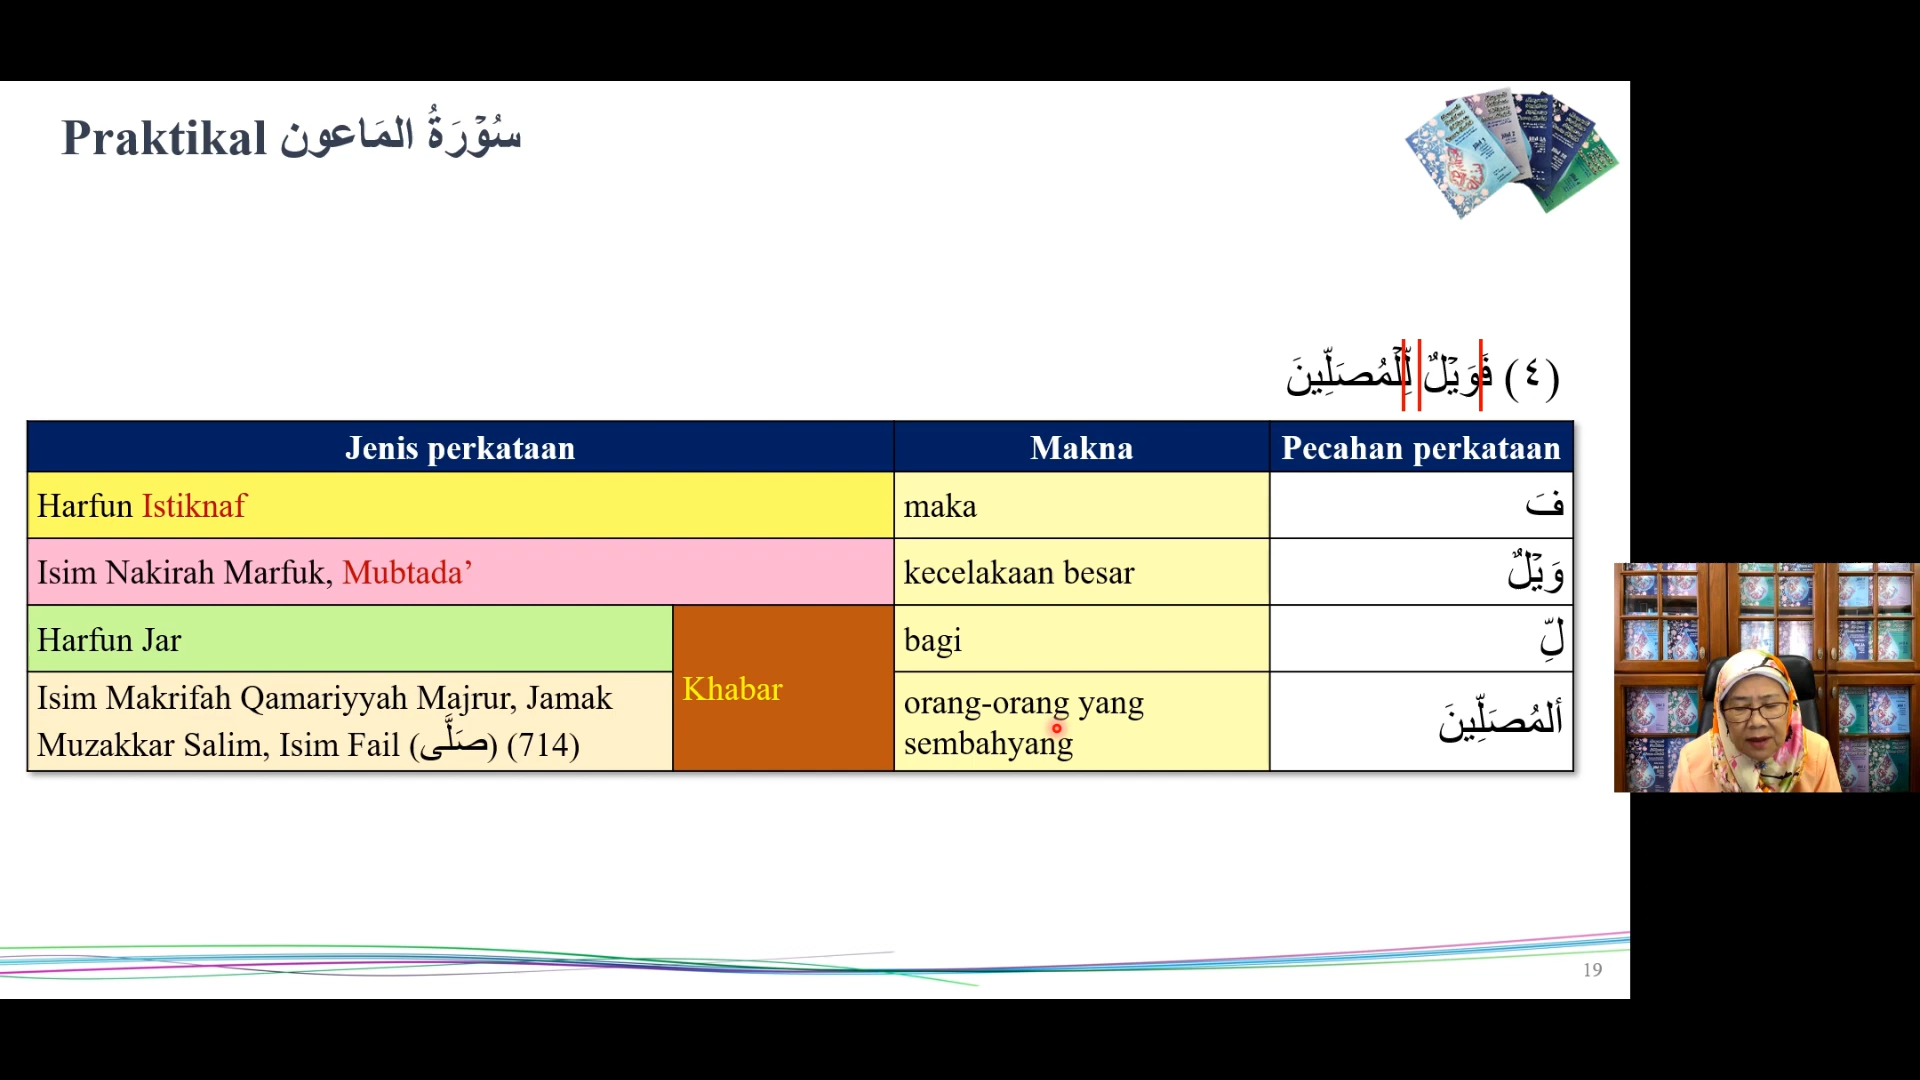 Praktikal سُوْرَةُ المَاعون
(٤) فَوَيْلٌ لِّلْمُصَلِّينَ
Jenis perkataan Makna Pecahan perkataan
Harfun Istiknaf maka فَ
Isim Nakirah Marfuk, Mubtada’ kecelakaan besar وَيْلٌ
Harfun Jar bagi لِّ
Khabar
Isim Makrifah Qamariyyah Majrur, Jamak orang-orang yang ألمُصَلِّينَ
Muzakkar Salim, Isim Fail (صَلَّى) (714) sembahyang
19